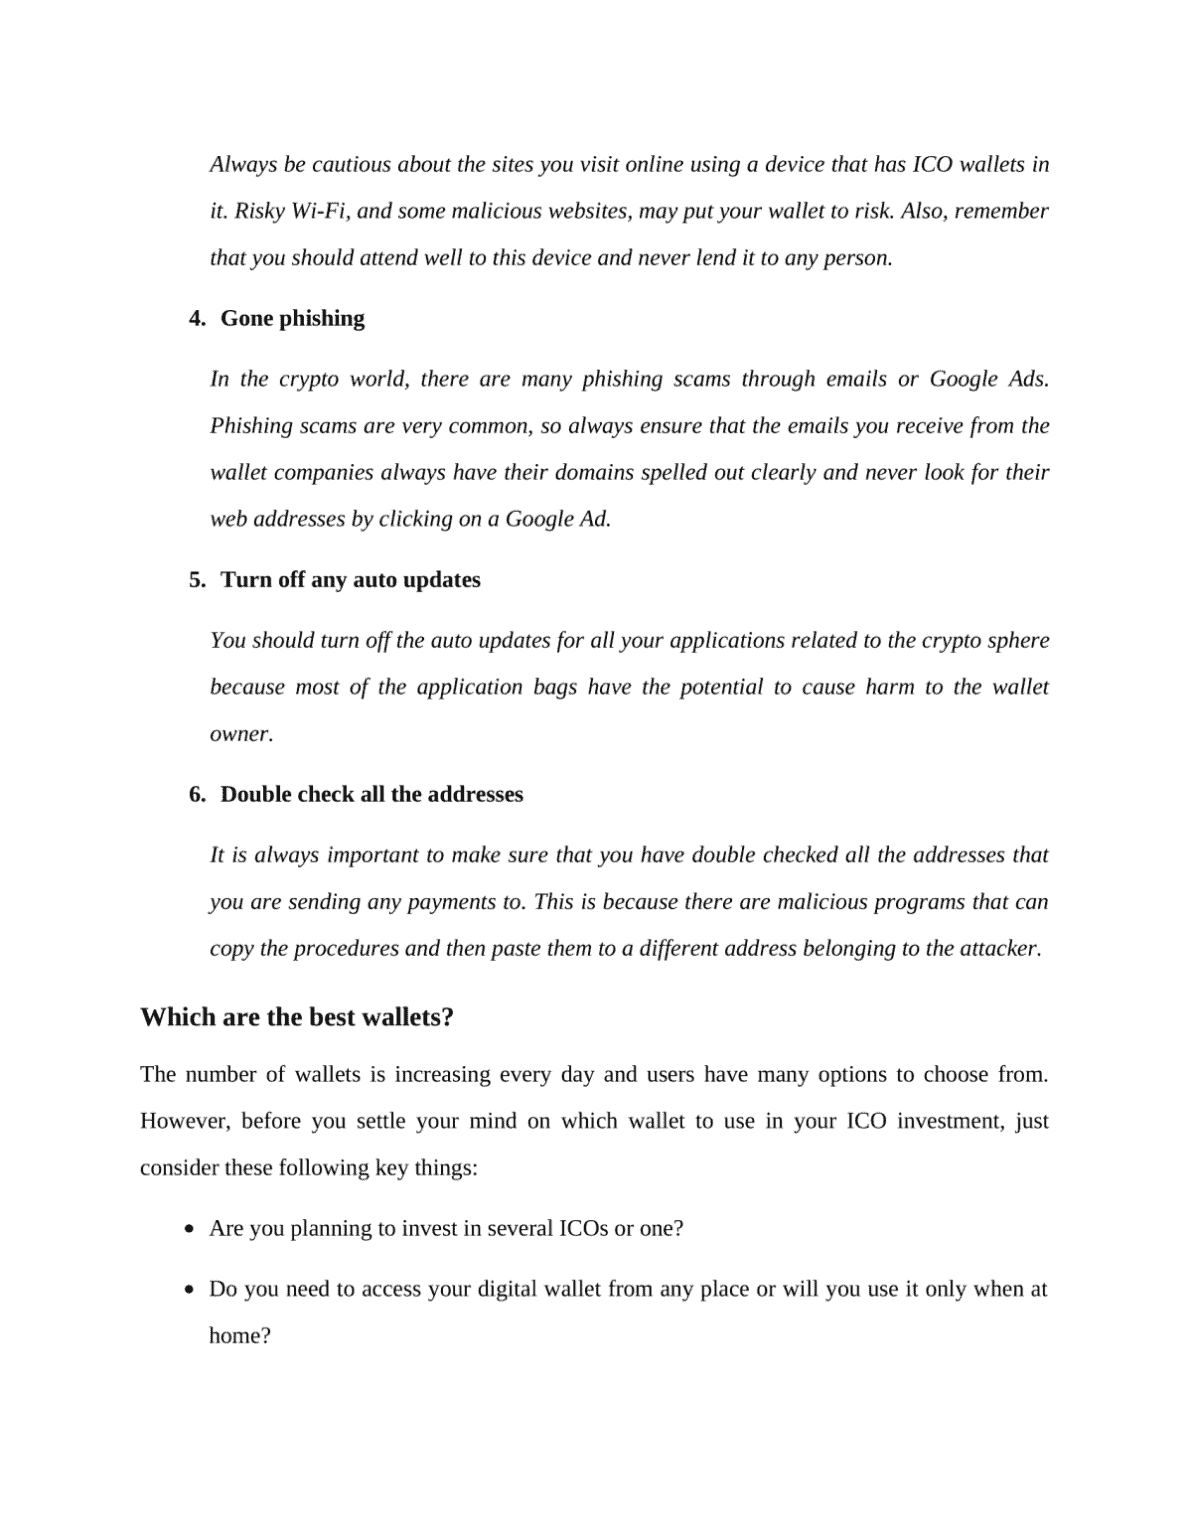 Always be cautious about the sites you visit online using a device that has ICO wallets in
it. Risky Wi-Fi, and some malicious websites, may put your wallet to risk. Also, remember
that you should attend well to this device and never lend it to any person.
4. Gone phishing
In the crypto world, there are many phishing scams through emails or Google Ads.
Phishing scams are very common, so always ensure that the emails you receive from the
wallet companies always have their domains spelled out clearly and never look for their
web addresses by clicking on a Google Ad.
5. Turn off any auto updates
You should turn off the auto updates for all your applications related to the crypto sphere
because most of the application bags have the potential to cause harm to the wallet
owner.
6. Double check all the addresses
It is always important to make sure that you have double checked all the addresses that
you are sending any payments to. This is because there are malicious programs that can
copy the procedures and then paste them to a different address belonging to the attacker.
Which are the best wallets?
The number of wallets is increasing every day and users have many options to choose from.
However, before you settle your mind on which wallet to use in your ICO investment, just
consider these following key things:
• Are you planning to invest in several ICOs or one?
• Do you need to access your digital wallet from any place or will you use it only when at
home?